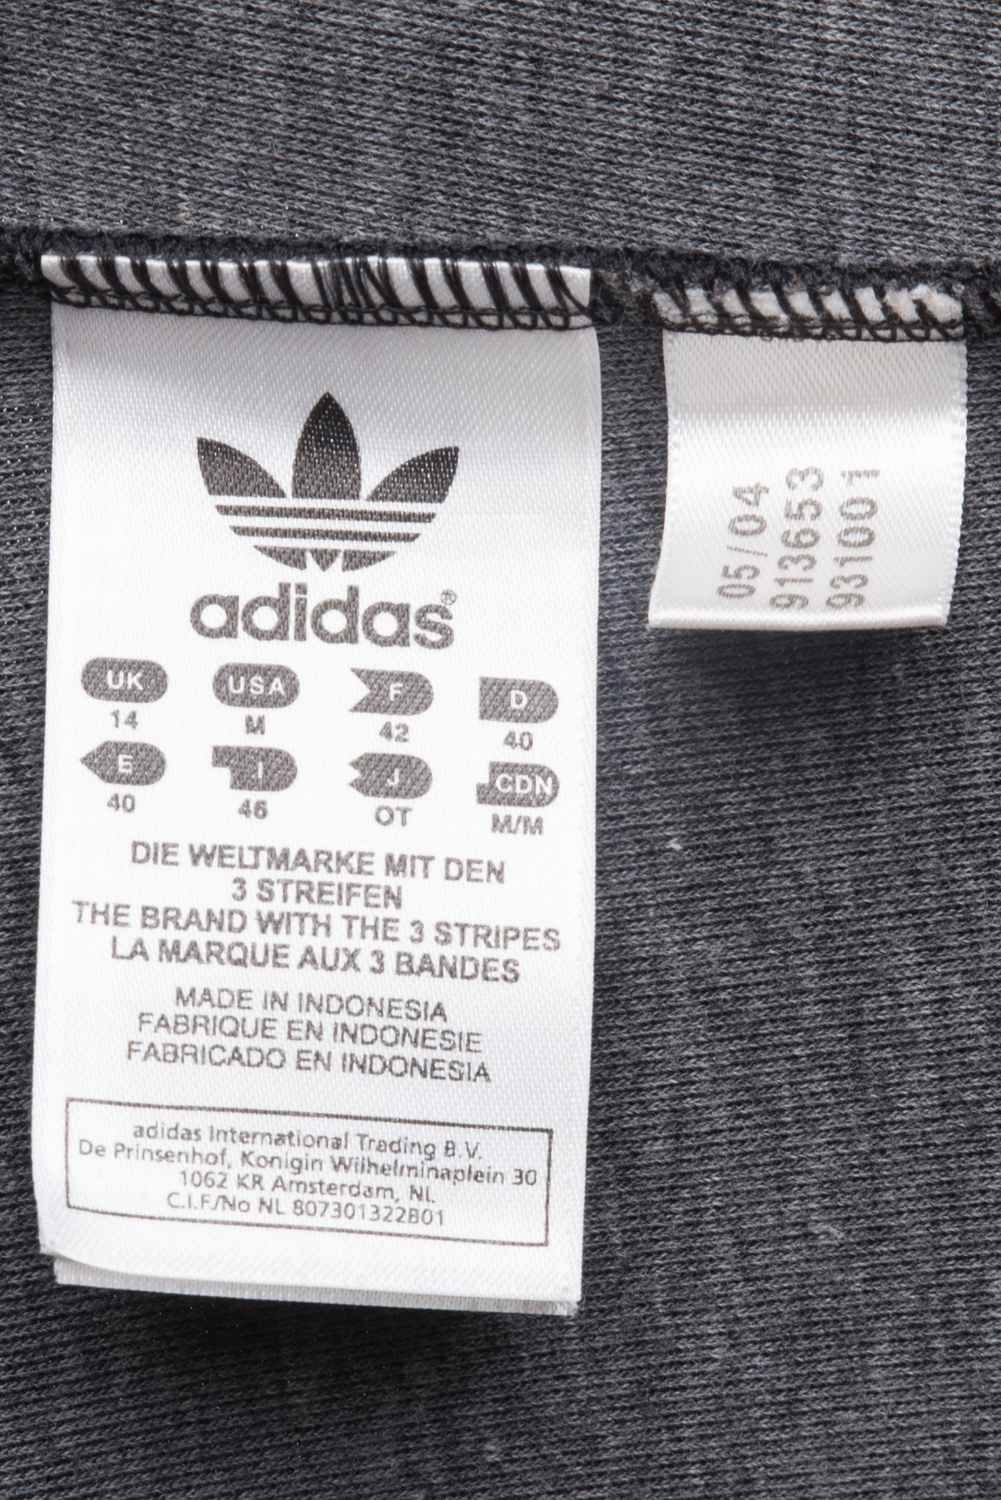 adidas®
UK USA F D
14 M 42 40
E I J CDN
40 46 OT M/M
DIE WELTMARKE MIT DEN
3 STREIFEN
THE BRAND WITH THE 3 STRIPES
LA MARQUE AUX 3 BANDES
MADE IN INDONESIA
FABRIQUE EN INDONESIE
FABRICADO EN INDONESIA
adidas International Trading B.V.
De Prinsenhof, Konigin Wilhelminaplein 30
1062 KR Amsterdam, NL
C.I.F./No NL 807301322B01
05/04
913653
931001